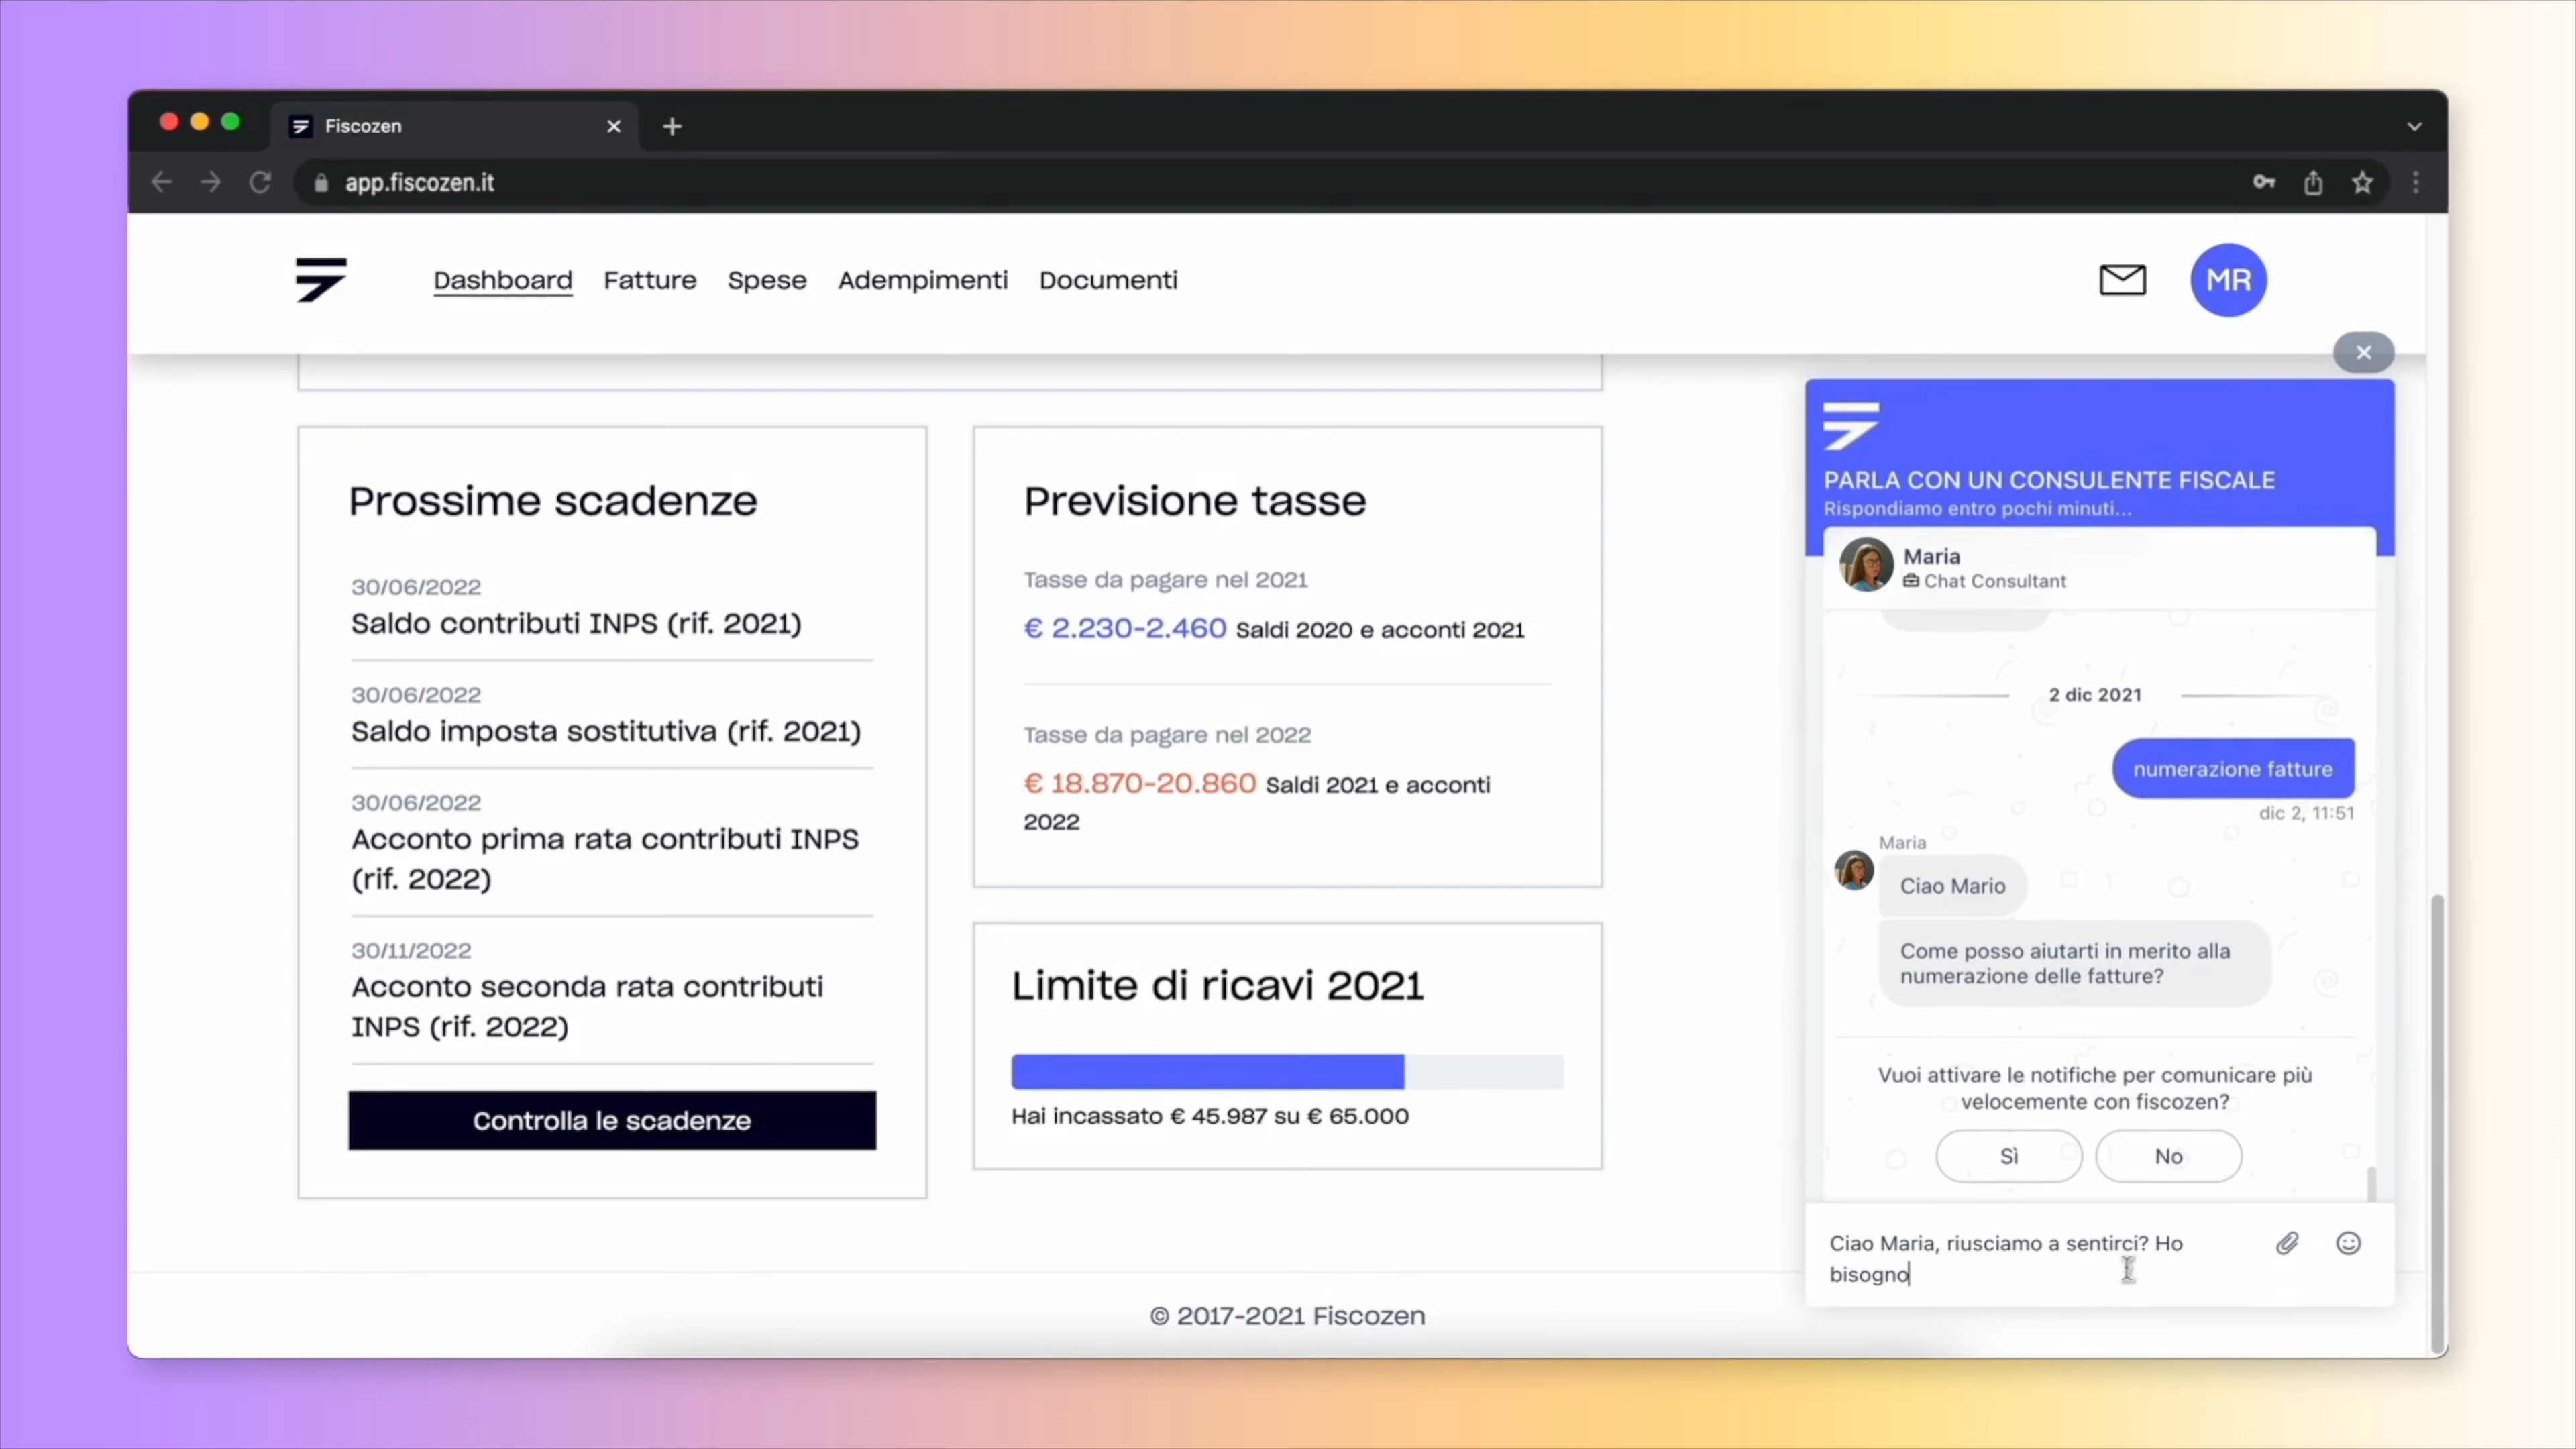 Fiscozen
app.fiscozen.it
Dashboard Fatture Spese Adempimenti Documenti
MR
Prossime scadenze
30/06/2022
Saldo contributi INPS (rif. 2021)
30/06/2022
Saldo imposta sostitutiva (rif. 2021)
30/06/2022
Acconto prima rata contributi INPS
(rif. 2022)
30/11/2022
Acconto seconda rata contributi
INPS (rif. 2022)
Controlla le scadenze
Previsione tasse
Tasse da pagare nel 2021
€ 2.230-2.460 Saldi 2020 e acconti 2021
Tasse da pagare nel 2022
€ 18.870-20.860 Saldi 2021 e acconti
2022
Limite di ricavi 2021
Hai incassato € 45.987 su € 65.000
PARLA CON UN CONSULENTE FISCALE
Rispondiamo entro pochi minuti...
Maria
Chat Consultant
2 dic 2021
numerazione fatture
dic 2, 11:51
Maria
Ciao Mario
Come posso aiutarti in merito alla
numerazione delle fatture?
Vuoi attivare le notifiche per comunicare più
velocemente con fiscozen?
Sì No
Ciao Maria, riusciamo a sentirci? Ho
bisogno
© 2017-2021 Fiscozen